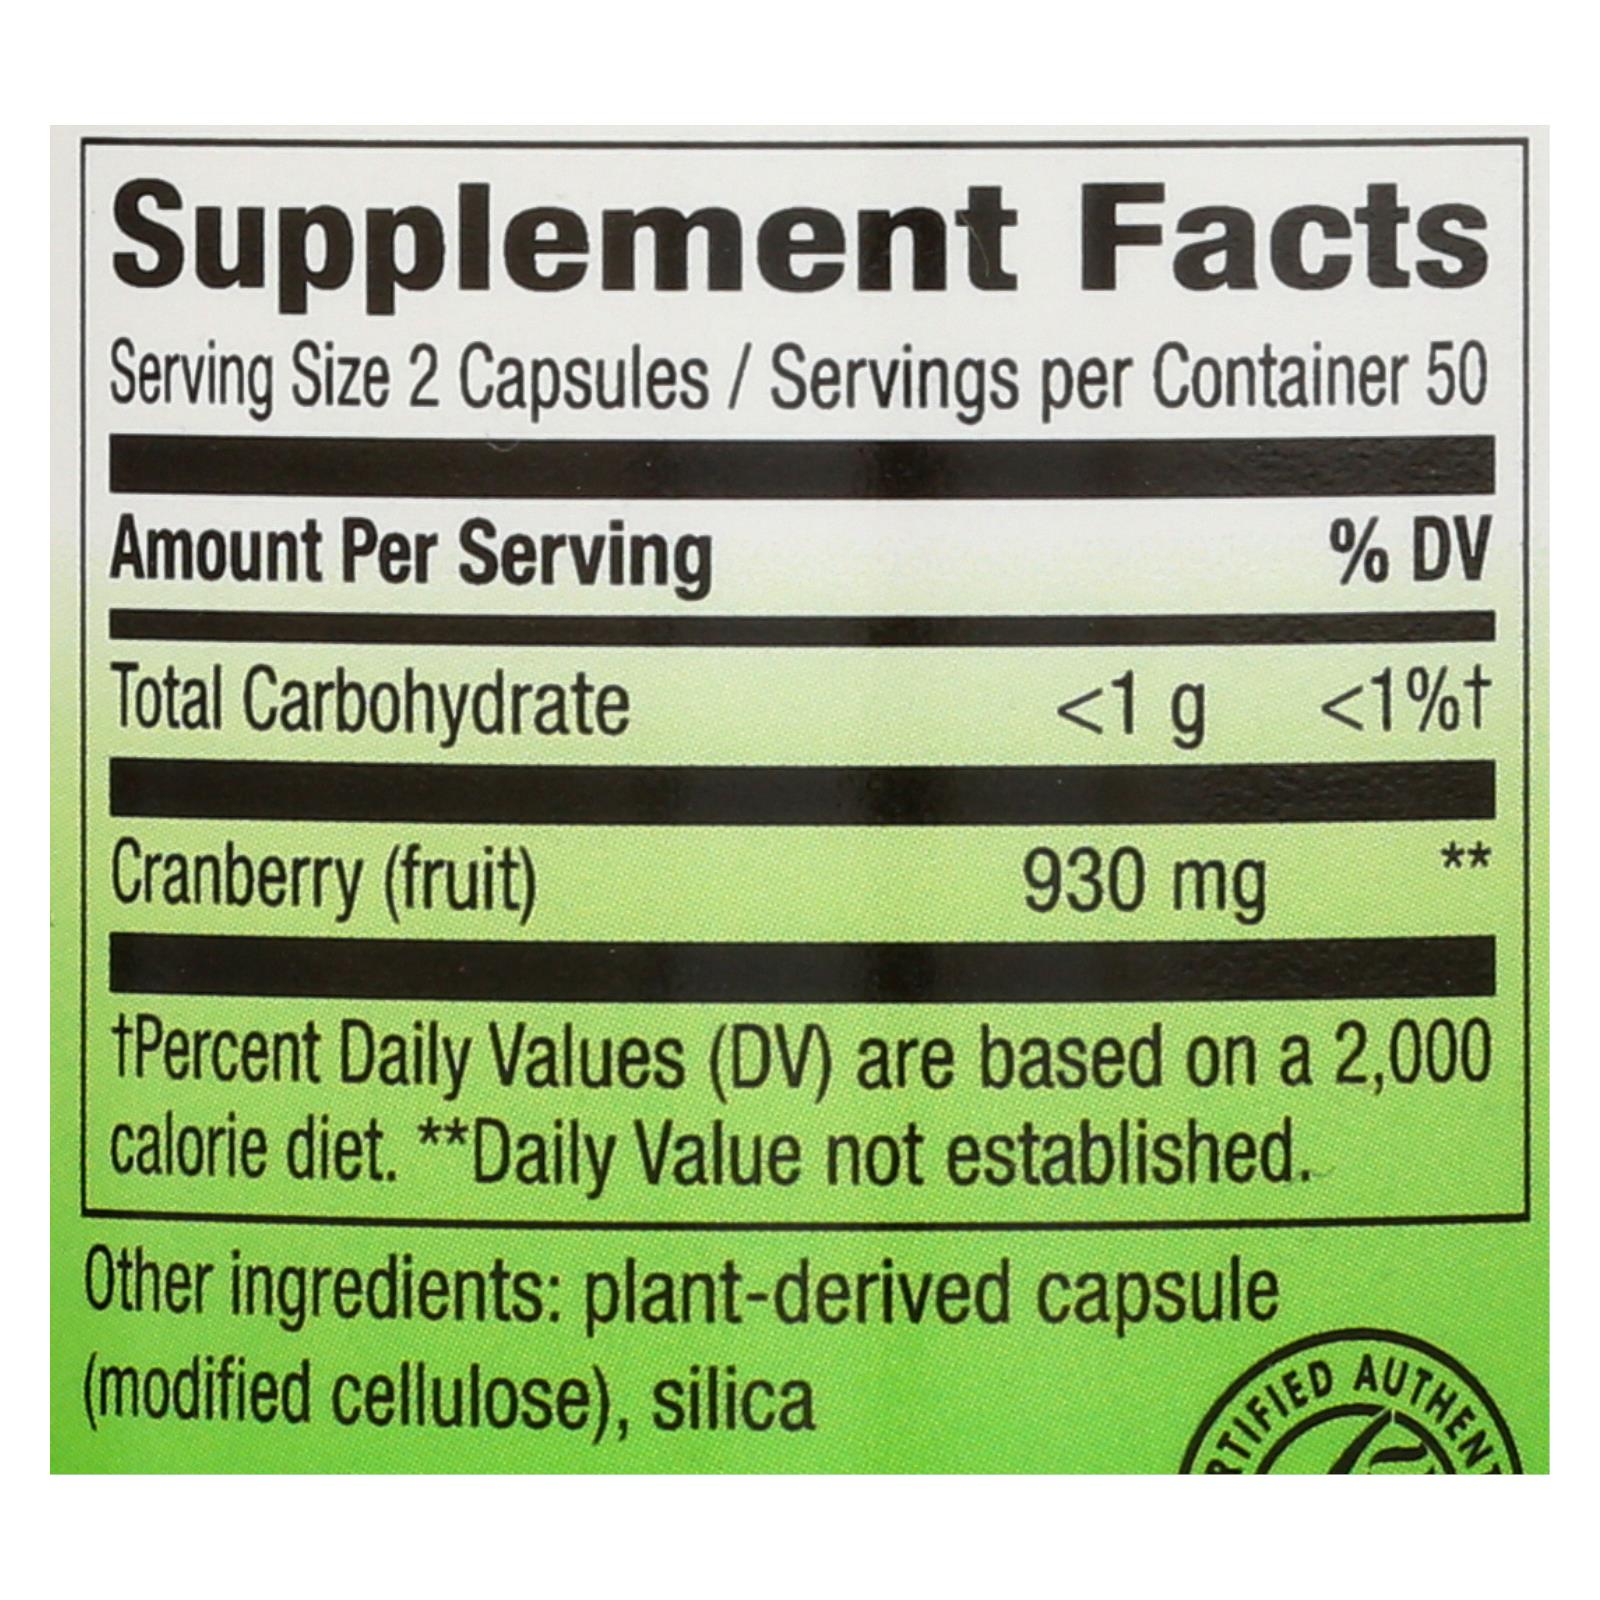 Supplement Facts
Serving Size 2 Capsules / Servings per Container 50
Amount Per Serving % DV
Total Carbohydrate <1 g <1%†
Cranberry (fruit) 930 mg **
†Percent Daily Values (DV) are based on a 2,000
calorie diet. **Daily Value not established.
Other ingredients: plant-derived capsule
(modified cellulose), silica